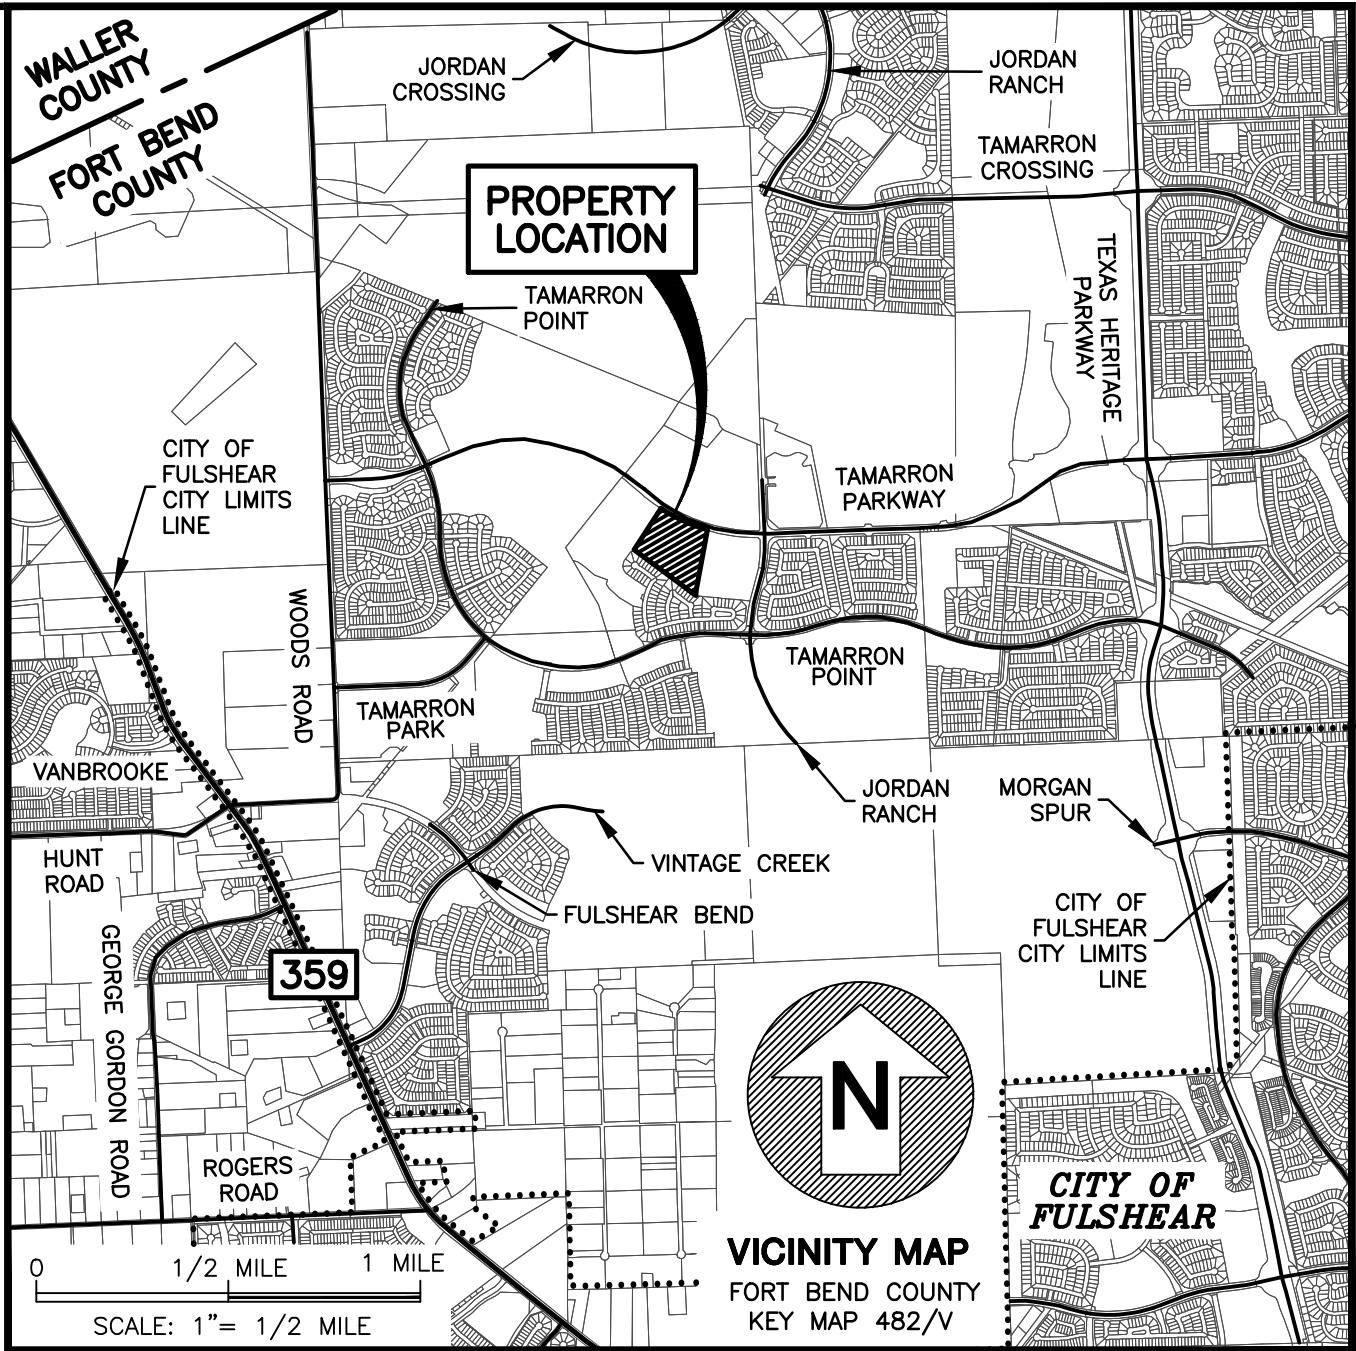 WALLER
COUNTY
FORT BEND
COUNTY
JORDAN
CROSSING
JORDAN
RANCH
TAMARRON
CROSSING
PROPERTY
LOCATION
TAMARRON
POINT
TEXAS HERITAGE
PARKWAY
CITY OF
FULSHEAR
CITY LIMITS
LINE
TAMARRON
PARKWAY
WOODS ROAD
TAMARRON
POINT
TAMARRON
PARK
VANBROOKE
JORDAN
RANCH
MORGAN
SPUR
HUNT
ROAD
VINTAGE CREEK
FULSHEAR BEND
CITY OF
FULSHEAR
CITY LIMITS
LINE
GEORGE GORDON ROAD
359
N
ROGERS
ROAD
CITY OF
FULSHEAR
VICINITY MAP
FORT BEND COUNTY
KEY MAP 482/V
0 1/2 MILE 1 MILE
SCALE: 1"= 1/2 MILE